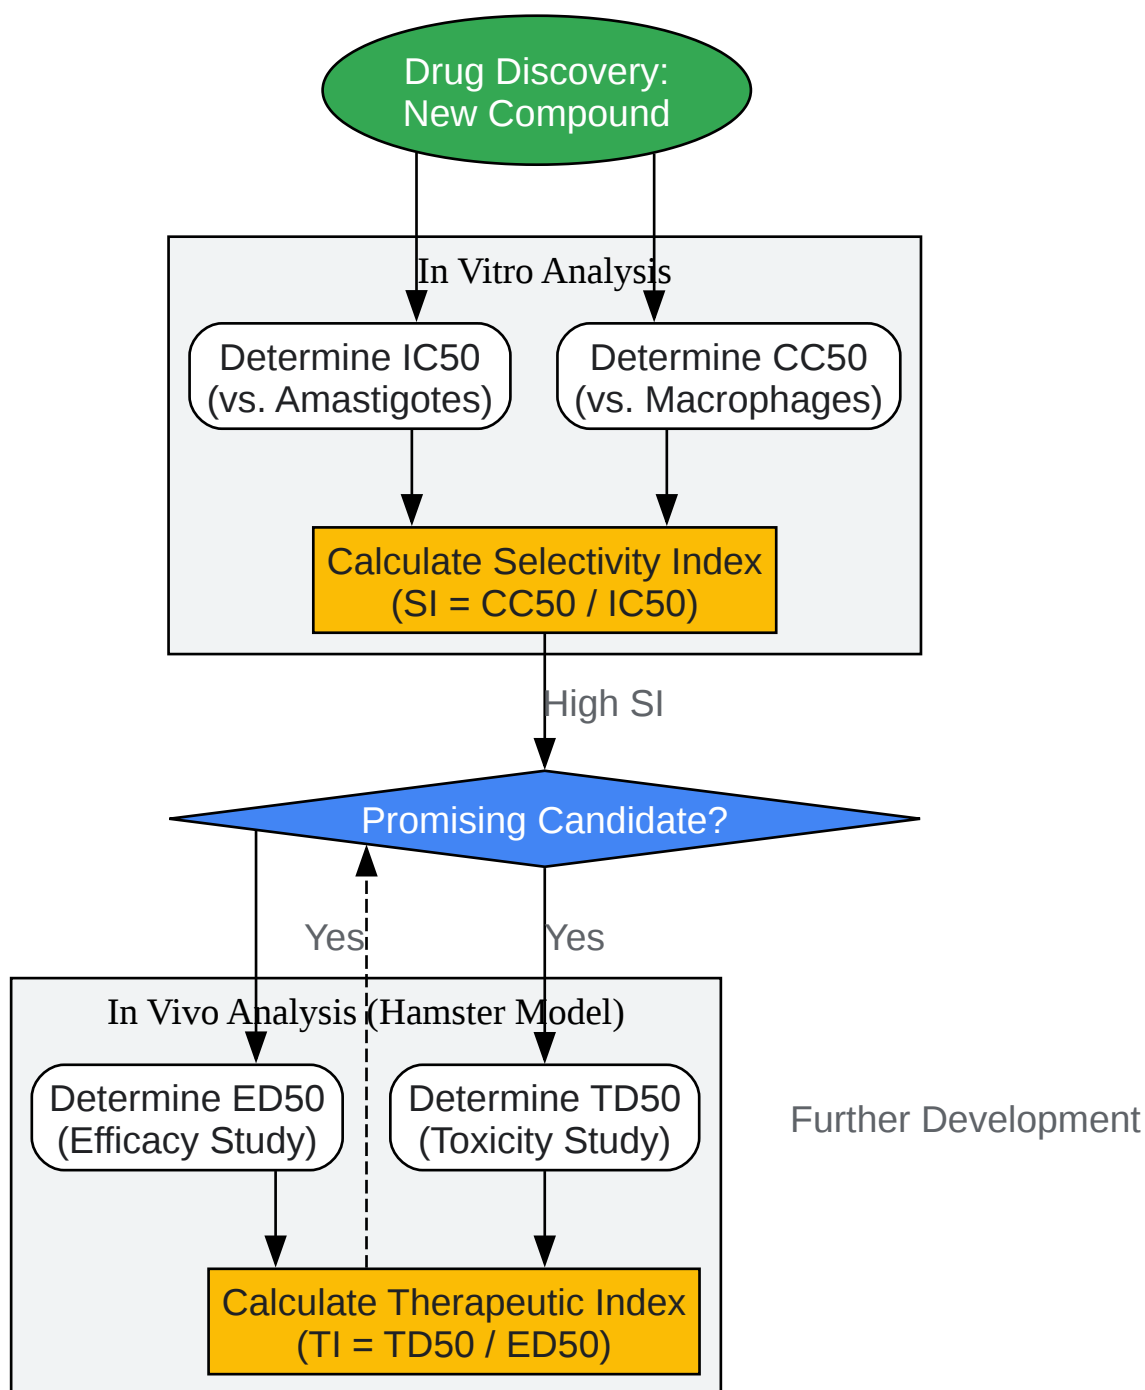 Drug Discovery:
New Compound
In Vitro Analysis
Determine IC50
(vs. Amastigotes)
Determine CC50
(vs. Macrophages)
Calculate Selectivity Index
(SI = CC50 / IC50)
High SI
Promising Candidate?
Yes
Yes
In Vivo Analysis (Hamster Model)
Determine ED50
(Efficacy Study)
Determine TD50
(Toxicity Study)
Further Development
Calculate Therapeutic Index
(TI = TD50 / ED50)